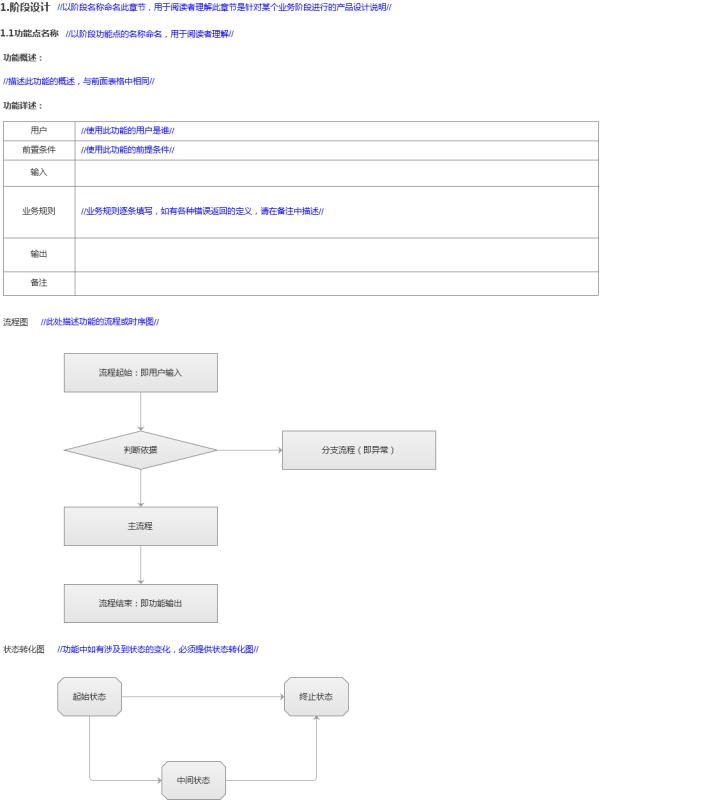 1.阶段设计 //以阶段名称命名此章节，用于阅读者理解此章节是针对某个业务阶段进行的产品设计说明//
1.1功能点名称 //以阶段功能点的名称命名，用于阅读者理解//
功能概述：
//描述此功能的概述，与前面表格中相同//
功能详述：
用户 //使用此功能的用户是谁//
前置条件 //使用此功能的前提条件//
输入
业务规则 //业务规则逐条填写，如有各种错误返回的定义，请在备注中描述//
输出
备注
流程图 //此处描述功能的流程或时序图//
流程起始：即用户输入
判断依据 分支流程（即异常）
主流程
流程结束：即功能输出
状态转化图 //功能中如有涉及到状态的变化，必须提供状态转化图//
起始状态 终止状态
中间状态